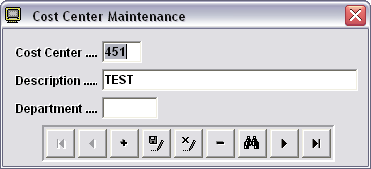 Cost Center Maintenance
Cost Center .... 451
Description ..... TEST
Department ....